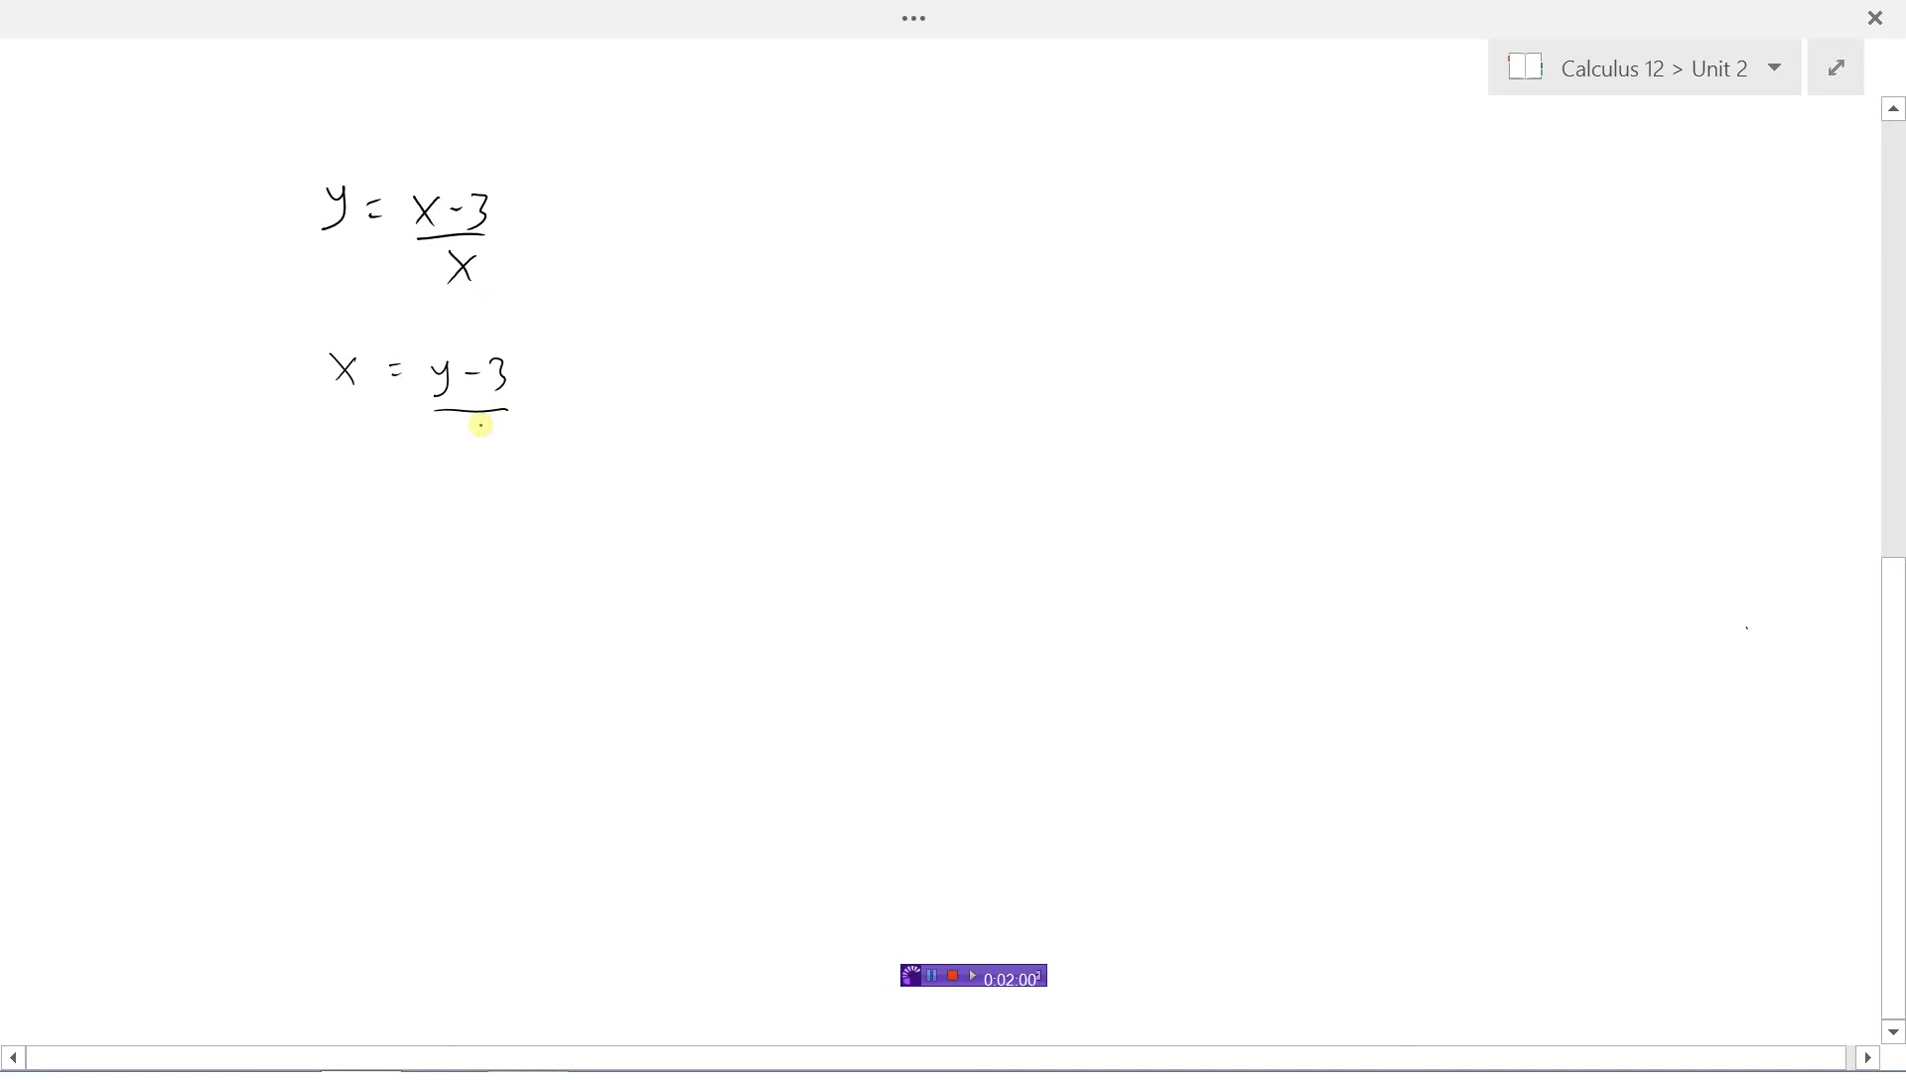 •••
Calculus 12 > Unit 2
y = x - 3
x
x = y - 3
0:02:00